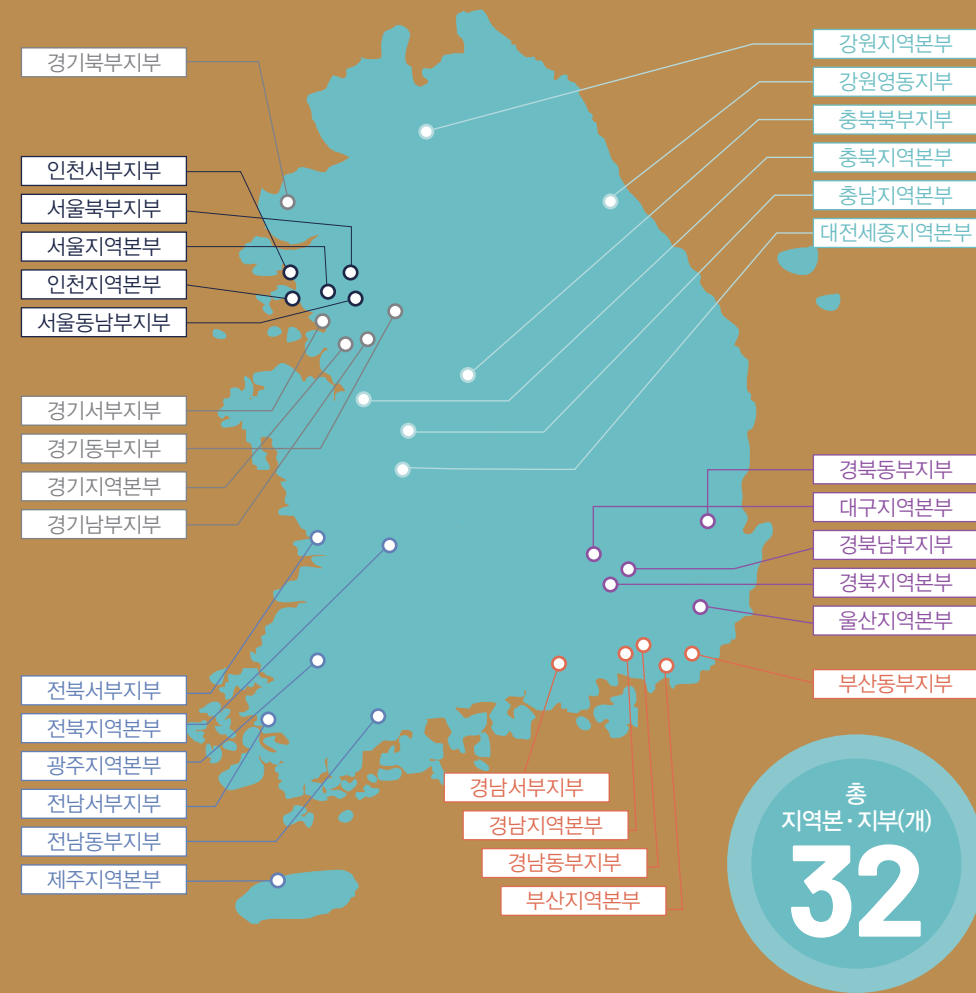 경기북부지부
인천서부지부
서울북부지부
서울지역본부
인천지역본부
서울동남부지부
경기서부지부
경기동부지부
경기지역본부
경기남부지부
전북서부지부
전북지역본부
광주지역본부
전남서부지부
전남동부지부
제주지역본부
강원지역본부
강원영동지부
충북북부지부
충북지역본부
충남지역본부
대전세종지역본부
경북동부지부
대구지역본부
경북남부지부
경북지역본부
울산지역본부
부산동부지부
경남서부지부
경남지역본부
경남동부지부
부산지역본부
총
지역본·지부(개)
32